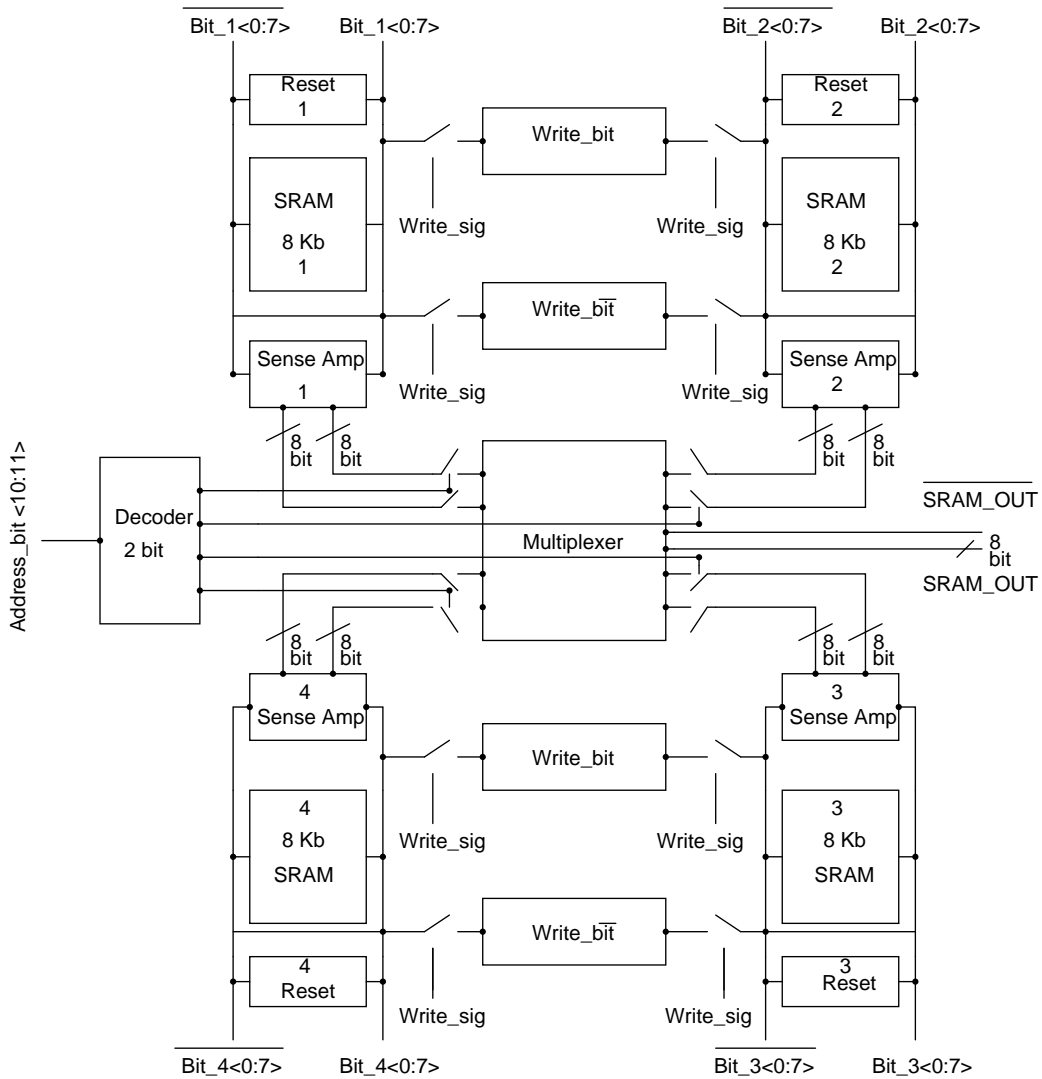 Bit_1<0:7> Bit_1<0:7> Bit_2<0:7> Bit_2<0:7>
Reset
1
Reset
2
Write_bit
SRAM
8 Kb
1
Write_sig
Write_sig
SRAM
8 Kb
2
Write_bit
Sense Amp
1
Write_sig
Write_sig
Sense Amp
2
8
bit
8
bit
8
bit
8
bit
Address_bit <10:11>
Decoder
2 bit
Multiplexer
SRAM_OUT
8
bit
SRAM_OUT
8
bit
8
bit
8
bit
8
bit
4
Sense Amp
3
Sense Amp
Write_bit
4
8 Kb
SRAM
Write_sig
Write_sig
3
8 Kb
SRAM
Write_bit
4
Reset
Write_sig
Write_sig
3
Reset
Bit_4<0:7> Bit_4<0:7> Bit_3<0:7> Bit_3<0:7>